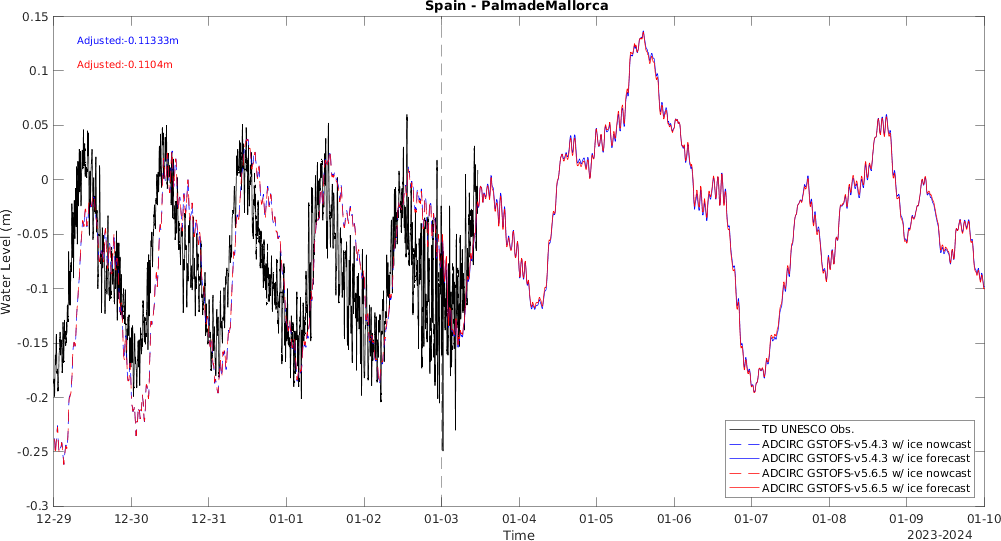 Spain - PalmadeMallorca
Adjusted:-0.11333m
Adjusted:-0.1104m
Water Level (m)
0.15
0.1
0.05
0
-0.05
-0.1
-0.15
-0.2
-0.25
-0.3
TD UNESCO Obs.
ADCIRC GSTOFS-v5.4.3 w/ ice nowcast
ADCIRC GSTOFS-v5.4.3 w/ ice forecast
ADCIRC GSTOFS-v5.6.5 w/ ice nowcast
ADCIRC GSTOFS-v5.6.5 w/ ice forecast
12-29 12-30 12-31 01-01 01-02 01-03 01-04 01-05 01-06 01-07 01-08 01-09 01-10
Time
2023-2024